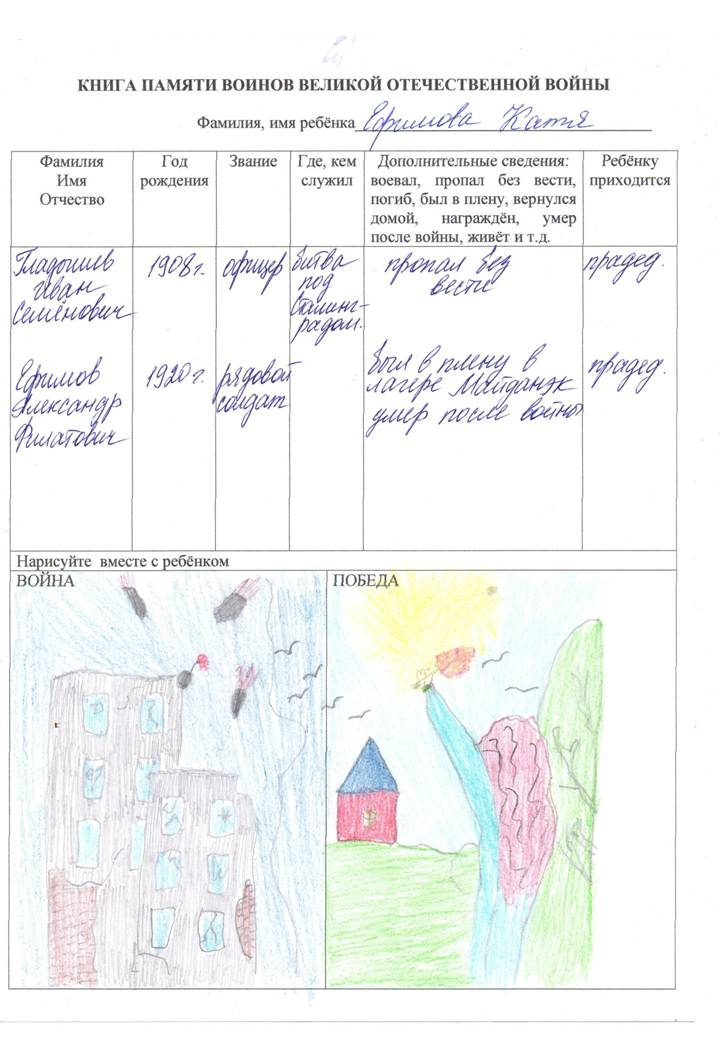 КНИГА ПАМЯТИ ВОИНОВ ВЕЛИКОЙ ОТЕЧЕСТВЕННОЙ ВОЙНЫ
Фамилия, имя ребёнка Ефимова Катя
Фамилия
Имя
Отчество
Год
рождения
Звание
Где, кем
служил
Дополнительные сведения:
воевал, пропал без вести,
погиб, был в плену, вернулся
домой, награждён, умер
после войны, живёт и т.д.
Ребёнку
приходится
Гладышев
Иван
Семёнович
1908 г.
офицер
битва
под
Сталинг-
радом.
пропал без
вести
прадед.
Ефимов
Александр
Филатович
1920 г.
рядовой
солдат
был в плену в
лагере Майданэк
умер после войны
прадед.
Нарисуйте вместе с ребёнком
ВОЙНА
ПОБЕДА